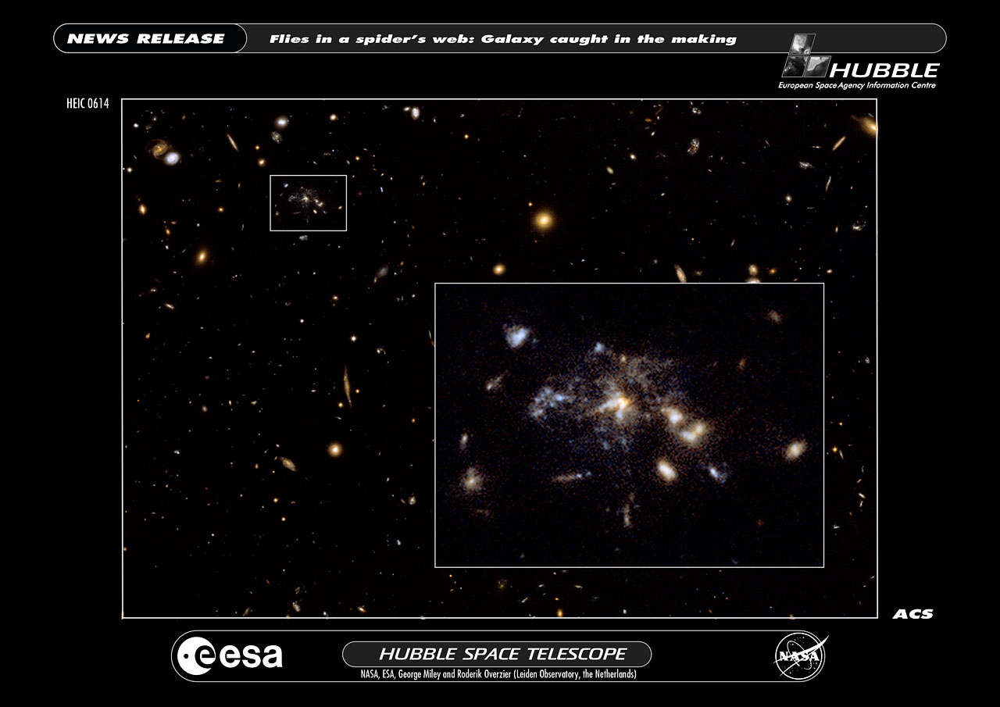 NEWS RELEASE
Flies in a spider's web: Galaxy caught in the making
HUBBLE
European Space Agency Information Centre
HEIC 0614
ACS
esa
HUBBLE SPACE TELESCOPE
NASA, ESA, George Miley and Roderik Overzier (Leiden Observatory, the Netherlands)
NASA